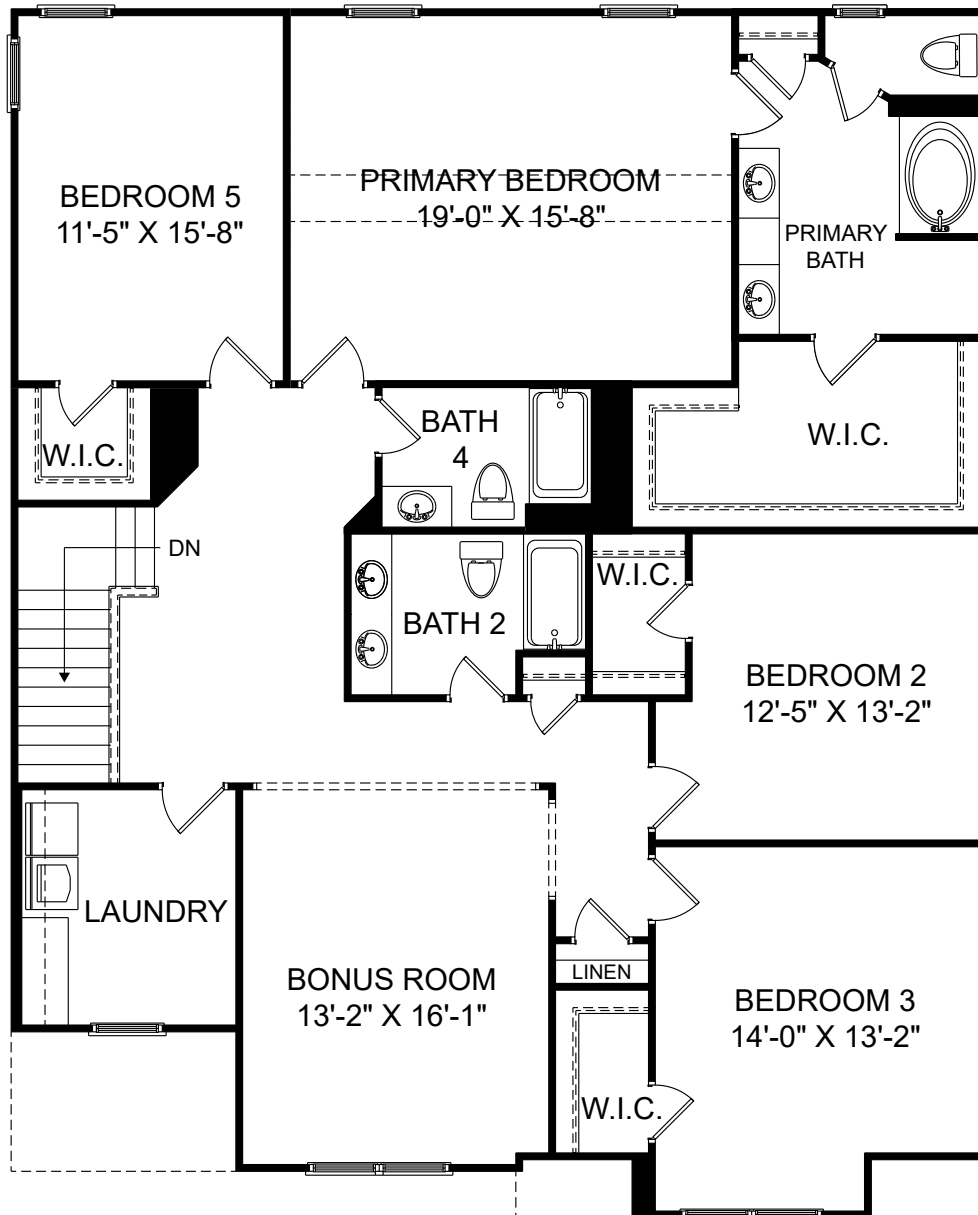 BEDROOM 5
11'-5" X 15'-8"
PRIMARY BEDROOM
19'-0" X 15'-8"
PRIMARY
BATH
W.I.C.
BATH
4
W.I.C.
DN
BATH 2
W.I.C.
BEDROOM 2
12'-5" X 13'-2"
LAUNDRY
BONUS ROOM
13'-2" X 16'-1"
LINEN
BEDROOM 3
14'-0" X 13'-2"
W.I.C.